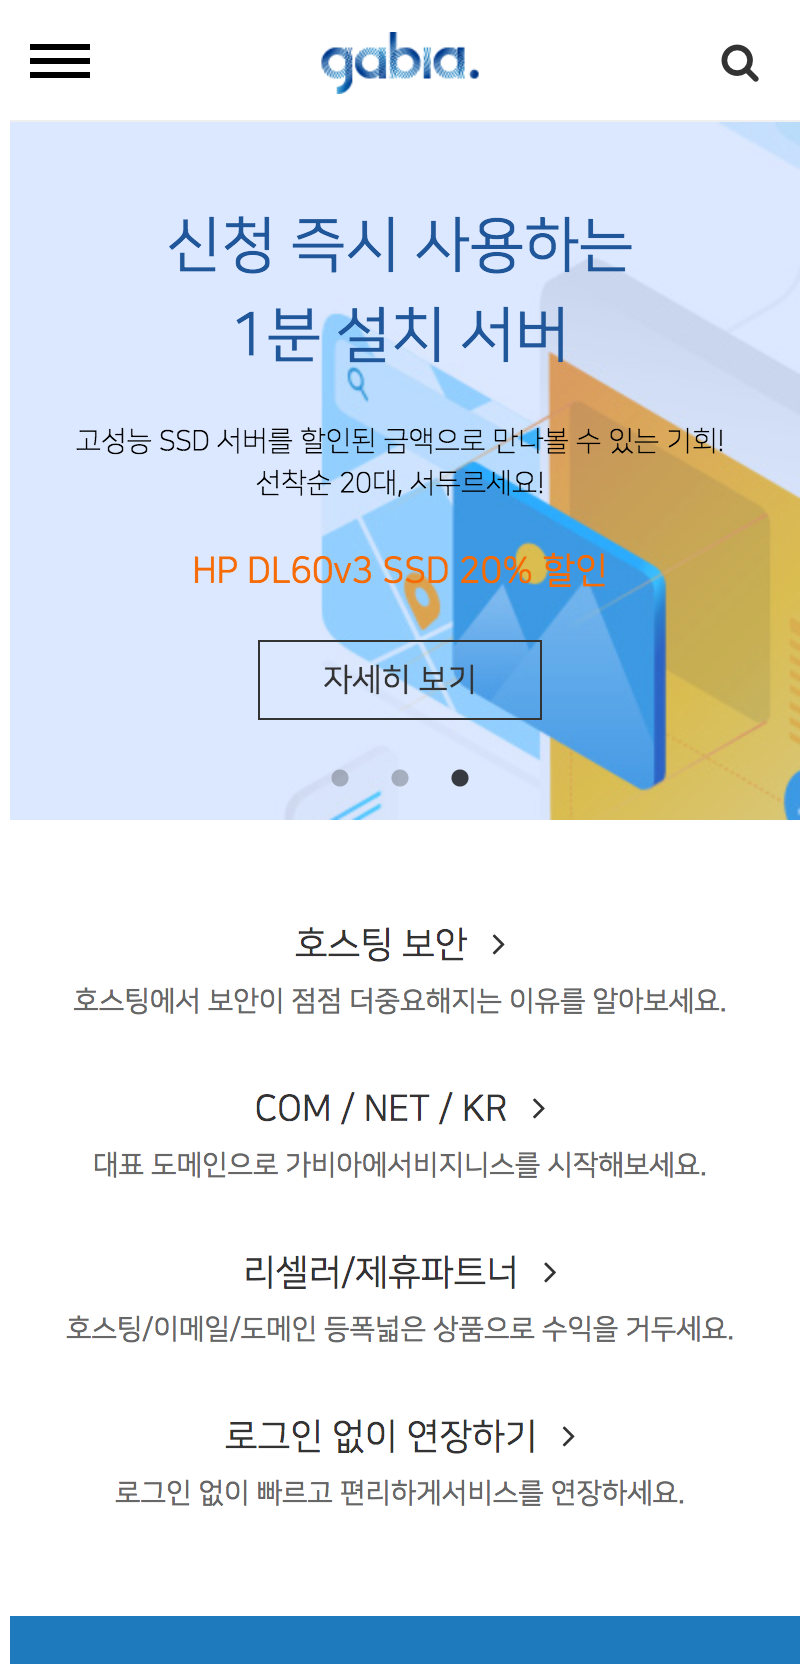 gabia.
신청 즉시 사용하는
1분 설치 서버
고성능 SSD 서버를 할인된 금액으로 만나볼 수 있는 기회!
선착순 20대, 서두르세요!
HP DL60v3 SSD 20% 할인
자세히 보기
호스팅 보안
호스팅에서 보안이 점점 더중요해지는 이유를 알아보세요.
COM / NET / KR
대표 도메인으로 가비아에서비지니스를 시작해보세요.
리셀러/제휴파트너
호스팅/이메일/도메인 등폭넓은 상품으로 수익을 거두세요.
로그인 없이 연장하기
로그인 없이 빠르고 편리하게서비스를 연장하세요.